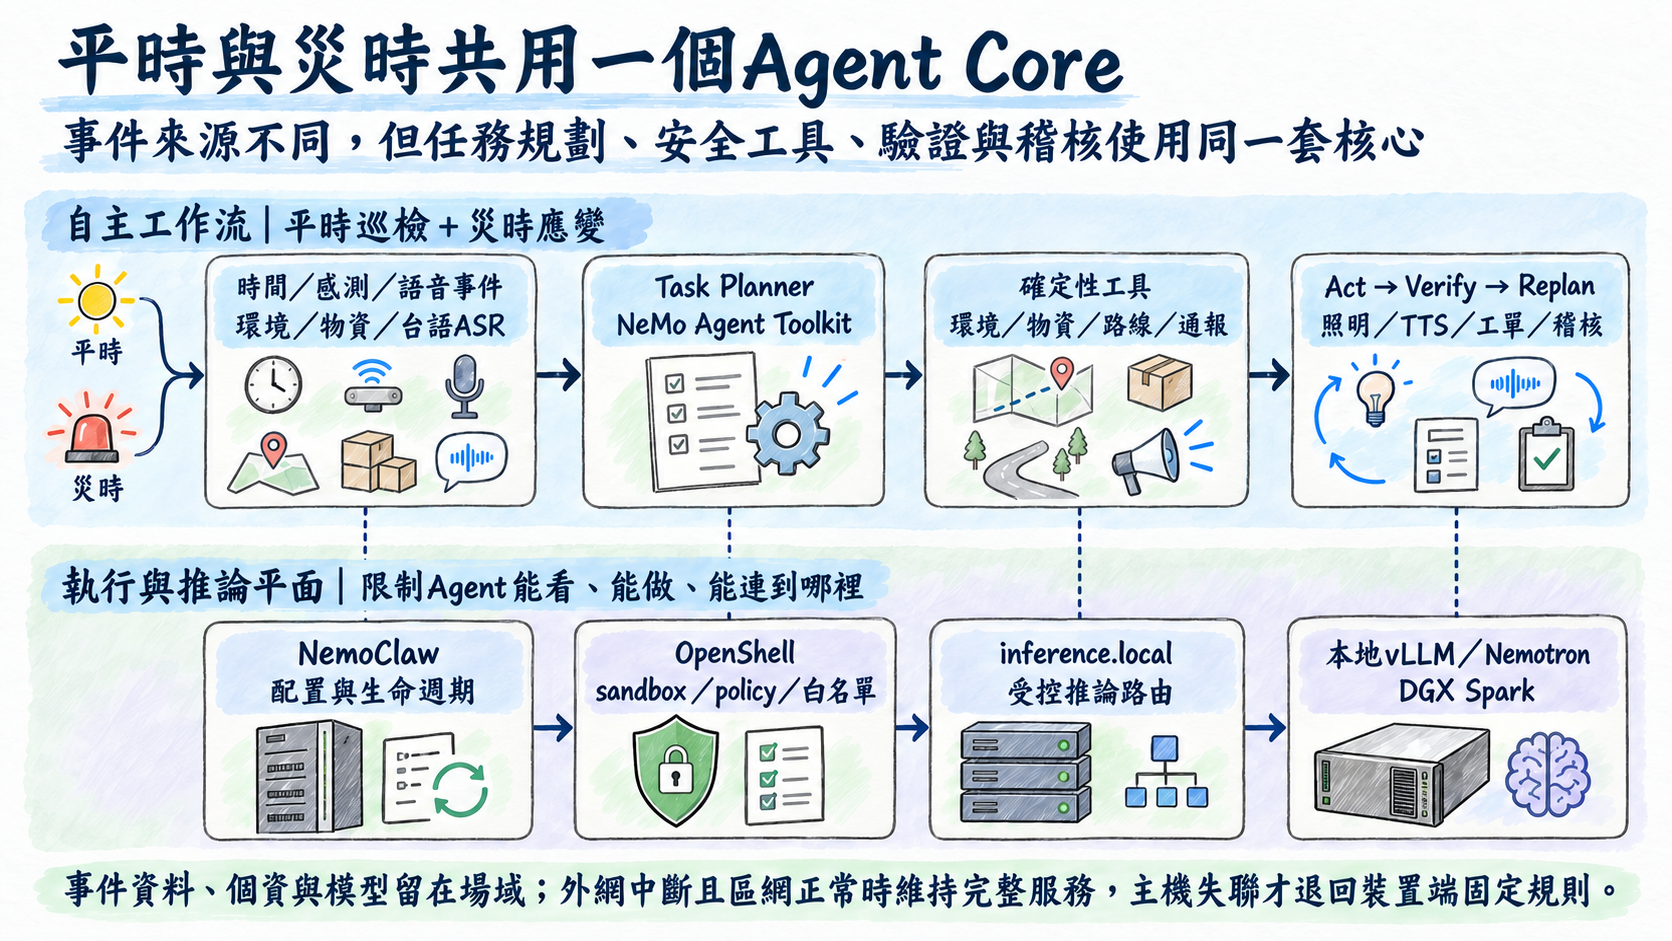 平時與災時共用一個Agent Core
事件來源不同，但任務規劃、安全工具、驗證與稽核使用同一套核心
自主工作流｜平時巡檢＋災時應變
平時
災時
時間／感測／語音事件
環境／物資／台語ASR
Task Planner
NeMo Agent Toolkit
確定性工具
環境／物資／路線／通報
Act → Verify → Replan
照明／TTS／工單／稽核
執行與推論平面｜限制Agent能看、能做、能連到哪裡
NemoClaw
配置與生命週期
OpenShell
sandbox／policy／白名單
inference.local
受控推論路由
本地vLLM／Nemotron
DGX Spark
事件資料、個資與模型留在場域；外網中斷且區網正常時維持完整服務，主機失聯才退回裝置端固定規則。